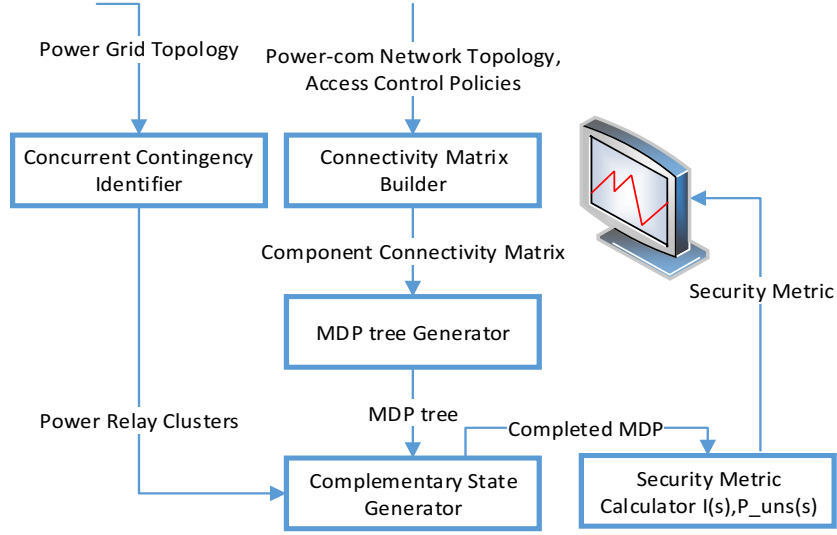 Power Grid Topology
Power-com Network Topology,
Access Control Policies
Concurrent Contingency
Identifier
Connectivity Matrix
Builder
Component Connectivity Matrix
Security Metric
MDP tree Generator
Power Relay Clusters
MDP tree
Completed MDP
Complementary State
Generator
Security Metric
Calculator I(s),P_uns(s)